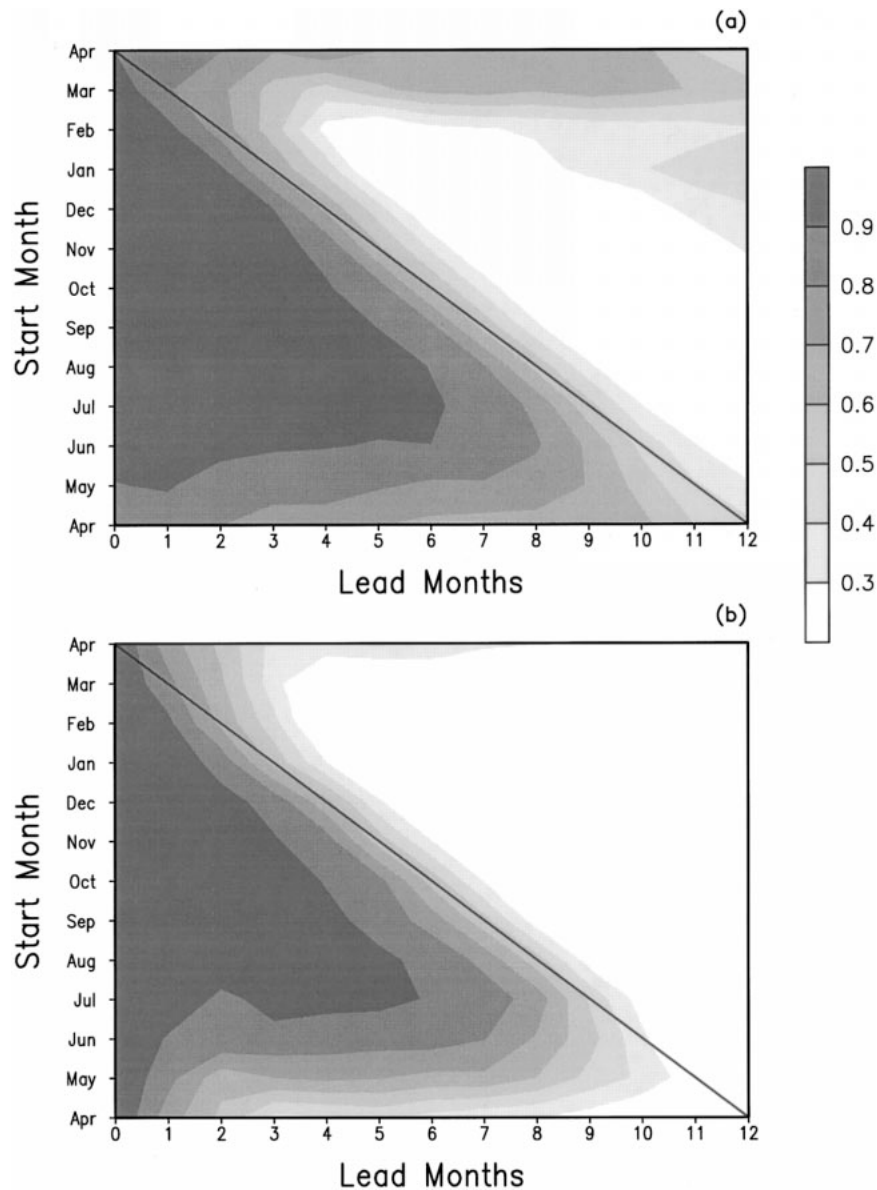 (a)
Apr
Mar
Feb
Jan
Dec
Nov
Oct
Sep
Aug
Jul
Jun
May
Apr
Start Month
0 1 2 3 4 5 6 7 8 9 10 11 12
Lead Months
0.9
0.8
0.7
0.6
0.5
0.4
0.3
(b)
Apr
Mar
Feb
Jan
Dec
Nov
Oct
Sep
Aug
Jul
Jun
May
Apr
Start Month
0 1 2 3 4 5 6 7 8 9 10 11 12
Lead Months